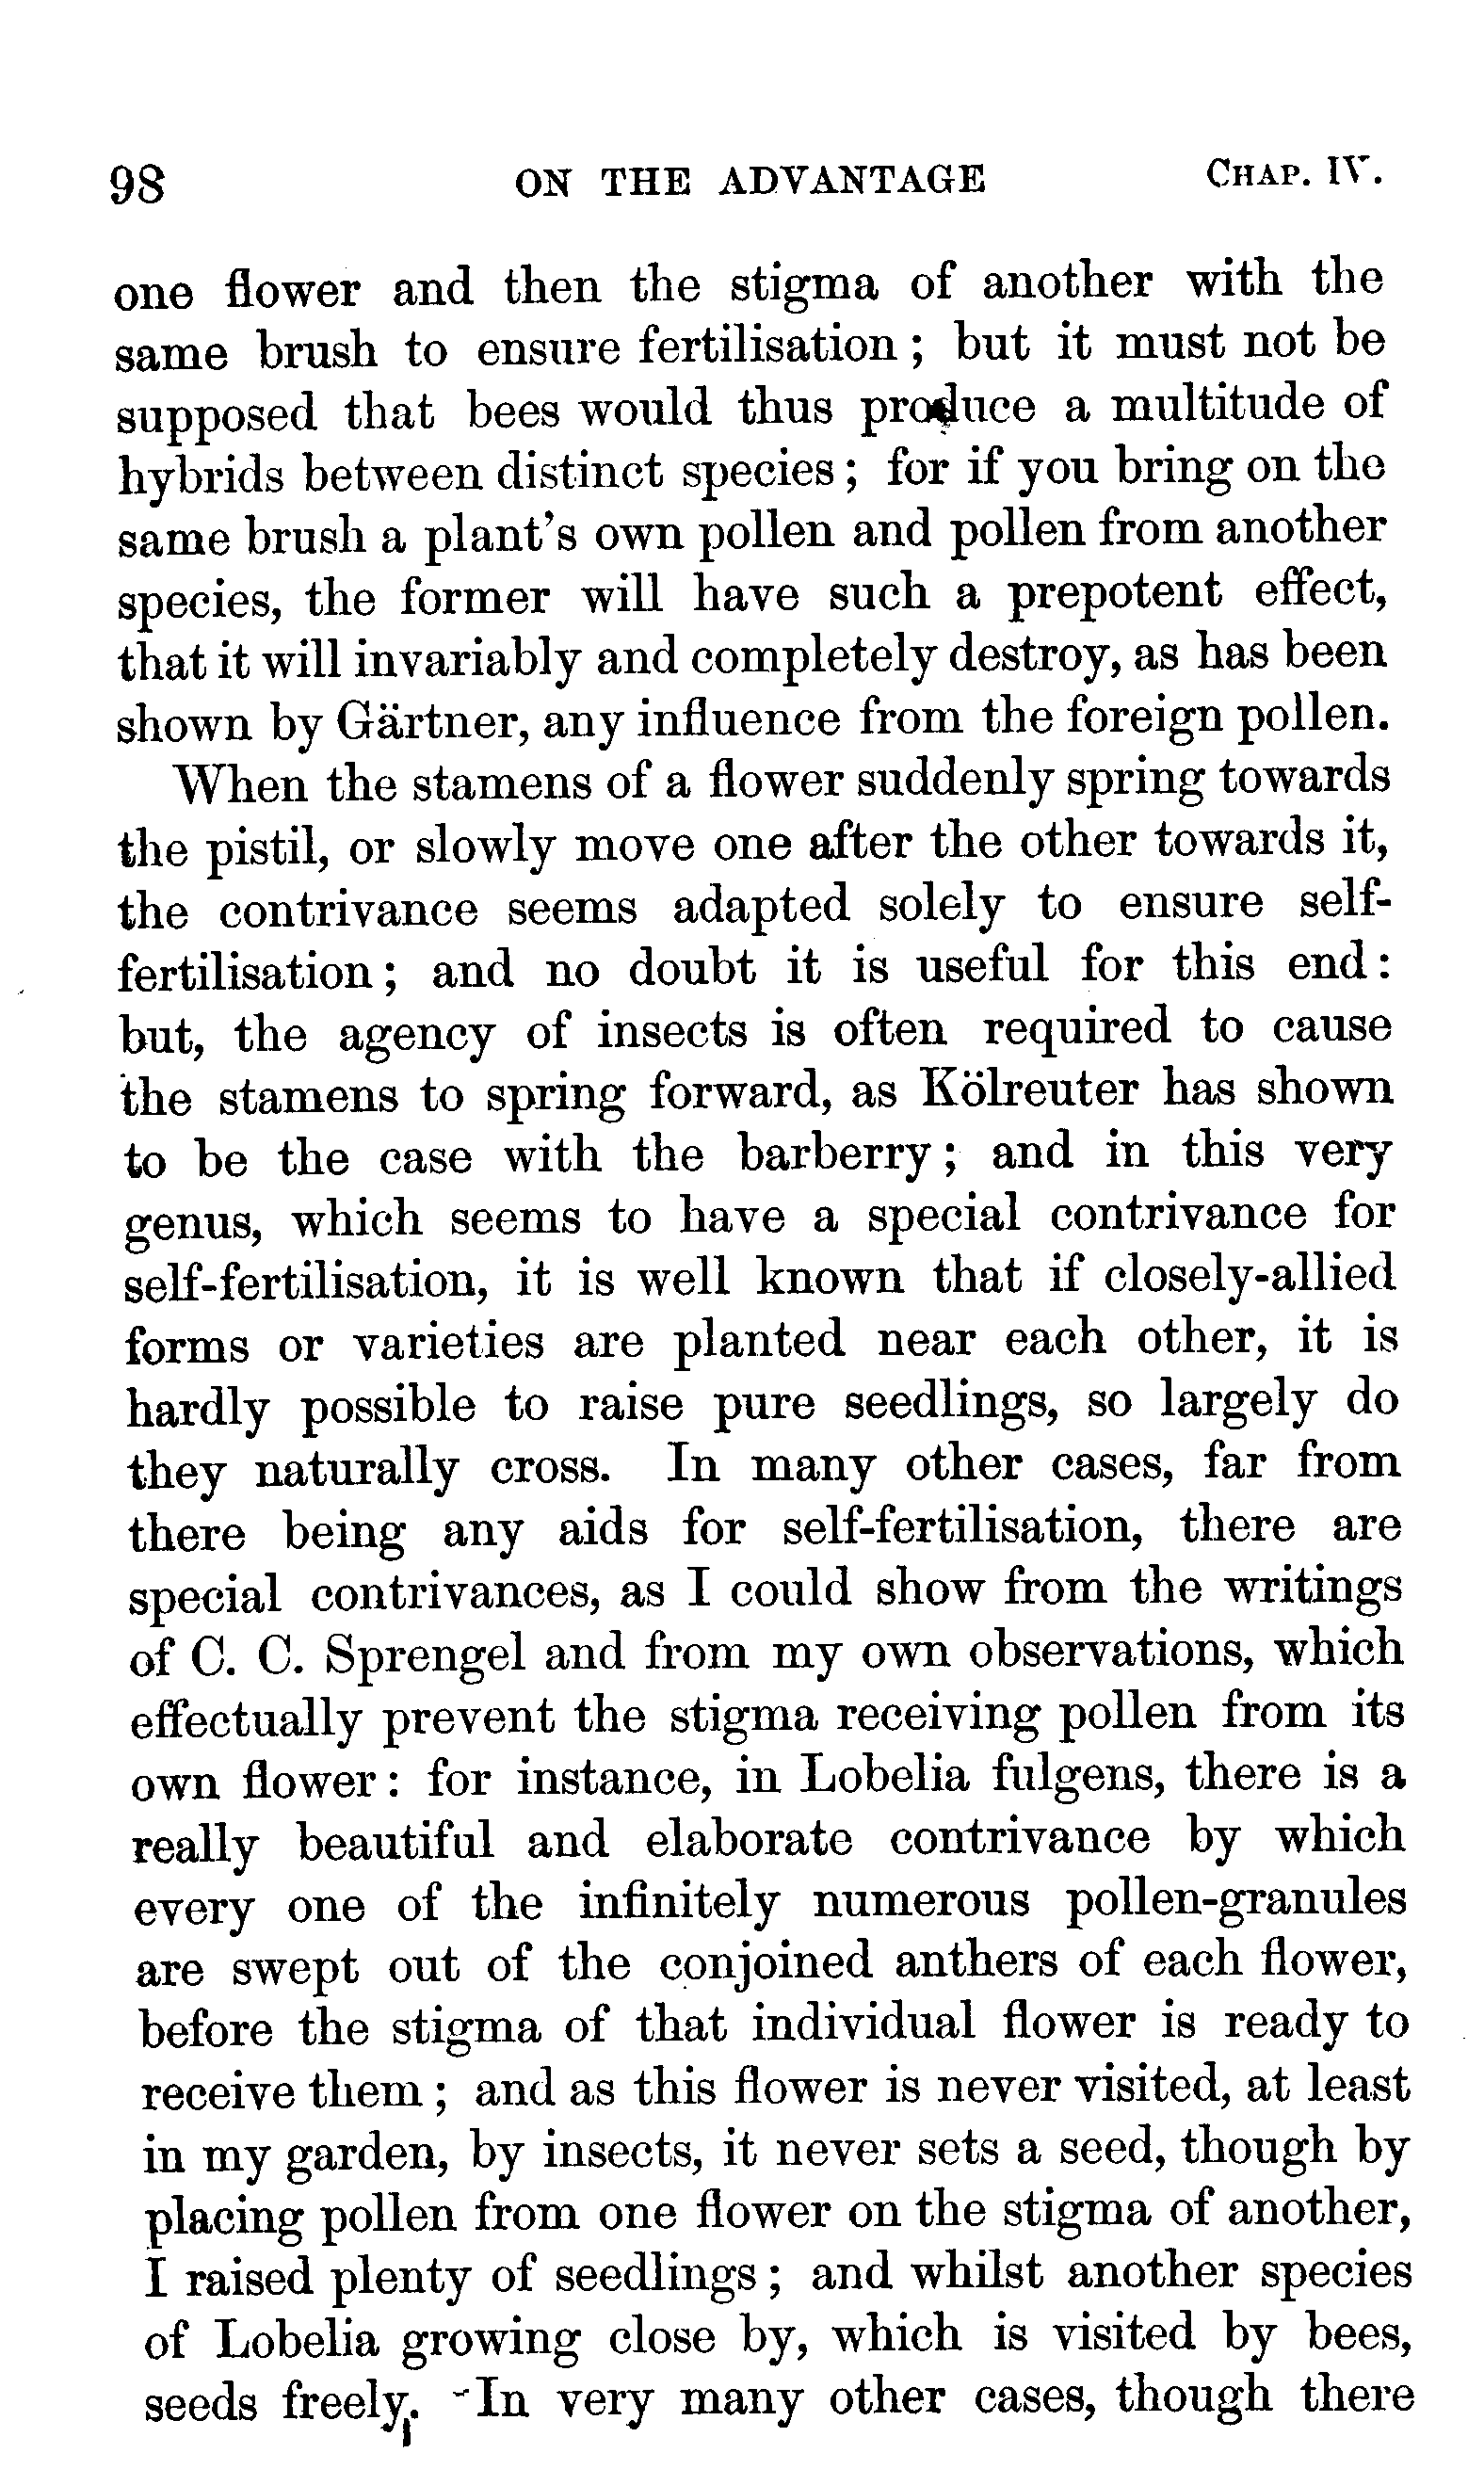 98 ON THE ADVANTAGE CHAP. IV.
one flower and then the stigma of another with the
same brush to ensure fertilisation; but it must not be
supposed that bees would thus produce a multitude of
hybrids between distinct species; for if you bring on the
same brush a plant's own pollen and pollen from another
species, the former will have such a prepotent effect,
that it will invariably and completely destroy, as has been
shown by Gärtner, any influence from the foreign pollen.
When the stamens of a flower suddenly spring towards
the pistil, or slowly move one after the other towards it,
the contrivance seems adapted solely to ensure self-
fertilisation; and no doubt it is useful for this end:
but, the agency of insects is often required to cause
the stamens to spring forward, as Kölreuter has shown
to be the case with the barberry; and in this very
genus, which seems to have a special contrivance for
self-fertilisation, it is well known that if closely-allied
forms or varieties are planted near each other, it is
hardly possible to raise pure seedlings, so largely do
they naturally cross. In many other cases, far from
there being any aids for self-fertilisation, there are
special contrivances, as I could show from the writings
of C. C. Sprengel and from my own observations, which
effectually prevent the stigma receiving pollen from its
own flower: for instance, in Lobelia fulgens, there is a
really beautiful and elaborate contrivance by which
every one of the infinitely numerous pollen-granules
are swept out of the conjoined anthers of each flower,
before the stigma of that individual flower is ready to
receive them; and as this flower is never visited, at least
in my garden, by insects, it never sets a seed, though by
placing pollen from one flower on the stigma of another,
I raised plenty of seedlings; and whilst another species
of Lobelia growing close by, which is visited by bees,
seeds freely. In very many other cases, though there